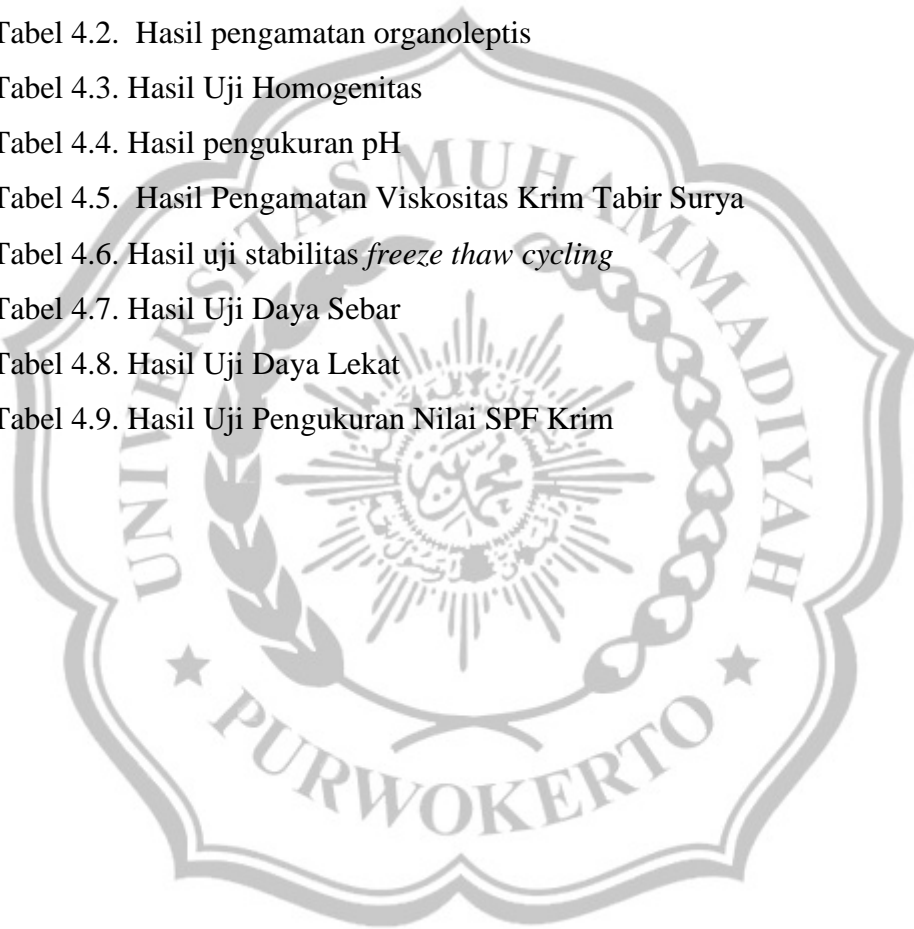 Tabel 4.2.  Hasil pengamatan organoleptis
Tabel 4.3. Hasil Uji Homogenitas
Tabel 4.4. Hasil pengukuran pH
Tabel 4.5.  Hasil Pengamatan Viskositas Krim Tabir Surya
Tabel 4.6. Hasil uji stabilitas freeze thaw cycling
Tabel 4.7. Hasil Uji Daya Sebar
Tabel 4.8. Hasil Uji Daya Lekat
Tabel 4.9. Hasil Uji Pengukuran Nilai SPF Krim
UNIVERSITAS MUHAMMADIYAH
PURWOKERTO